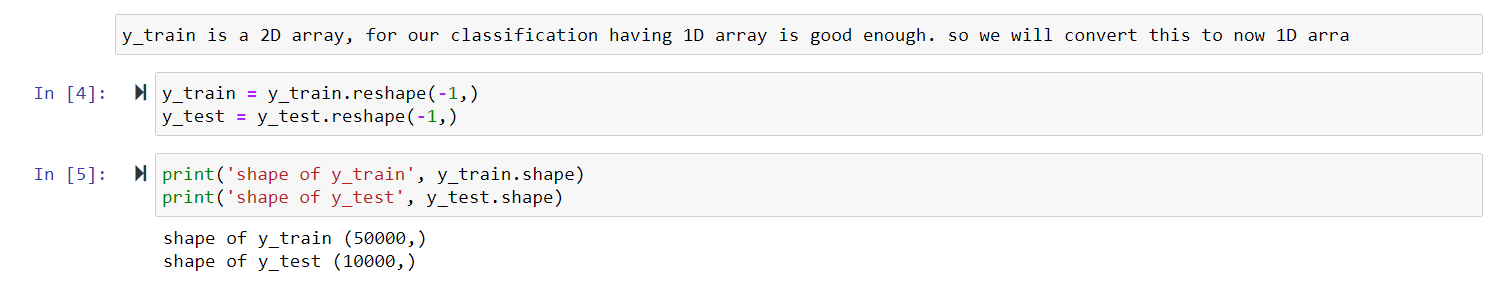 y_train is a 2D array, for our classification having 1D array is good enough. so we will convert this to now 1D arra
In [4]: y_train = y_train.reshape(-1,)
y_test = y_test.reshape(-1,)
In [5]: print('shape of y_train', y_train.shape)
print('shape of y_test', y_test.shape)
shape of y_train (50000,)
shape of y_test (10000,)